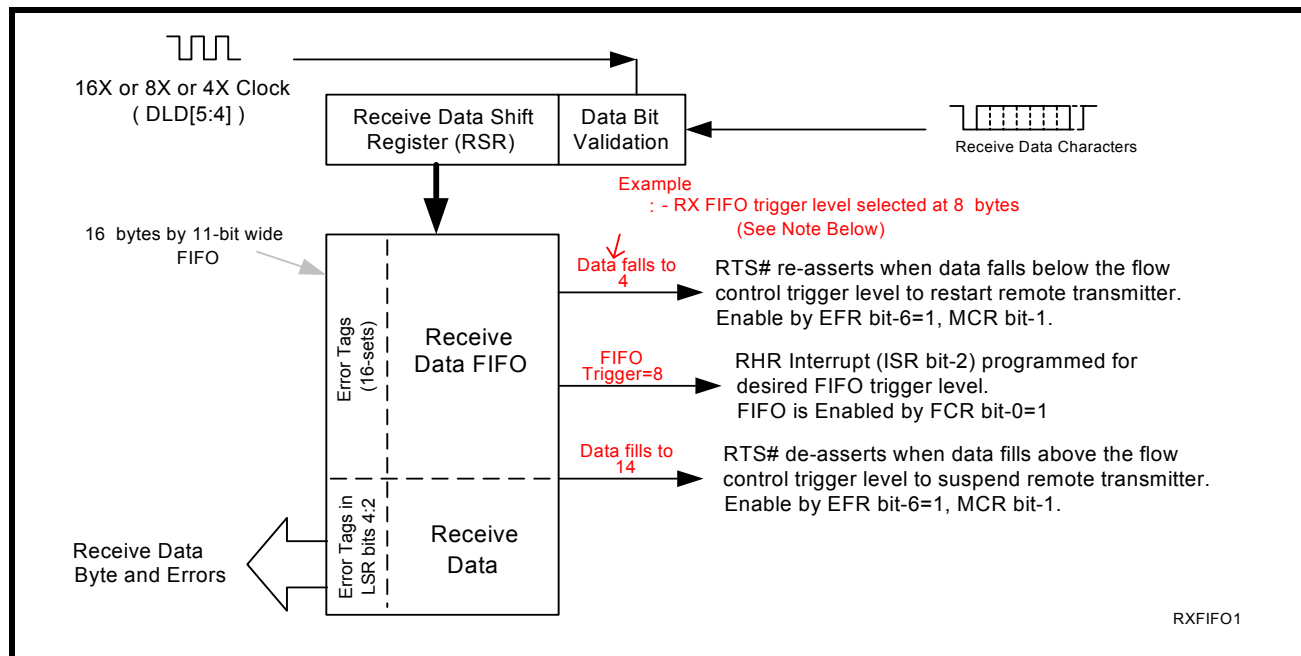 16X or 8X or 4X Clock
( DLD[5:4] )
Receive Data Shift
Register (RSR)
Data Bit
Validation
Receive Data Characters
Example
: - RX FIFO trigger level selected at 8 bytes
(See Note Below)
16 bytes by 11-bit wide
FIFO
Error Tags
(16-sets)
Receive
Data FIFO
Data falls to
4
RTS# re-asserts when data falls below the flow
control trigger level to restart remote transmitter.
Enable by EFR bit-6=1, MCR bit-1.
FIFO
Trigger=8
RHR Interrupt (ISR bit-2) programmed for
desired FIFO trigger level.
FIFO is Enabled by FCR bit-0=1
Data fills to
14
RTS# de-asserts when data fills above the flow
control trigger level to suspend remote transmitter.
Enable by EFR bit-6=1, MCR bit-1.
Error Tags in
LSR bits 4:2
Receive
Data
Receive Data
Byte and Errors
RXFIFO1